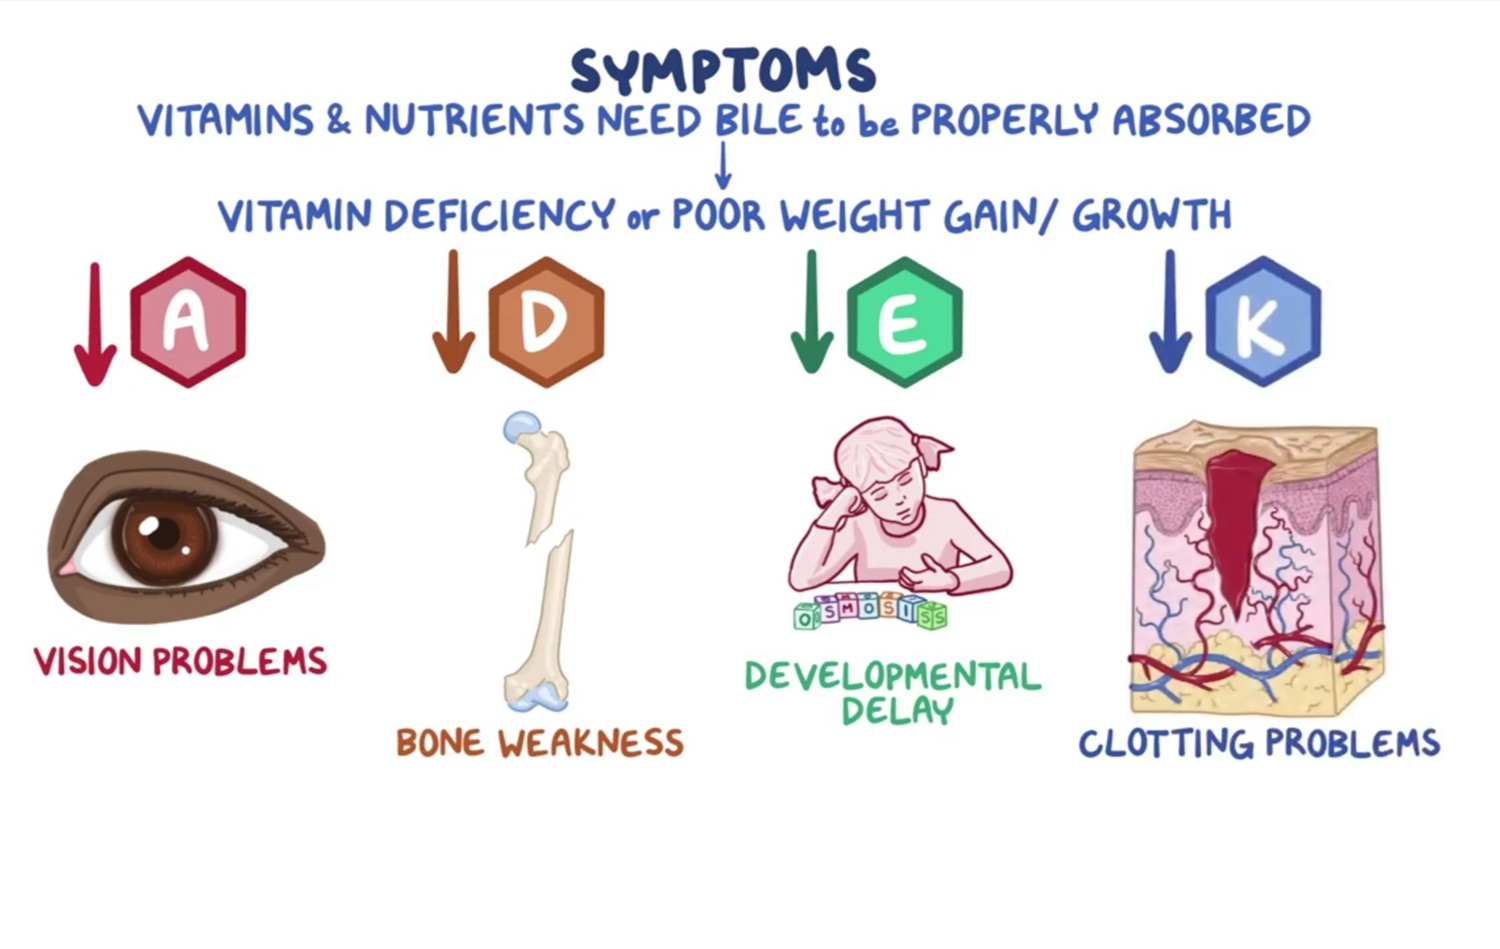 SYMPTOMS
VITAMINS & NUTRIENTS NEED BILE to be PROPERLY ABSORBED
VITAMIN DEFICIENCY or POOR WEIGHT GAIN/ GROWTH
A
D
E
K
OSMOSIS
VISION PROBLEMS
DEVELOPMENTAL
DELAY
BONE WEAKNESS
CLOTTING PROBLEMS